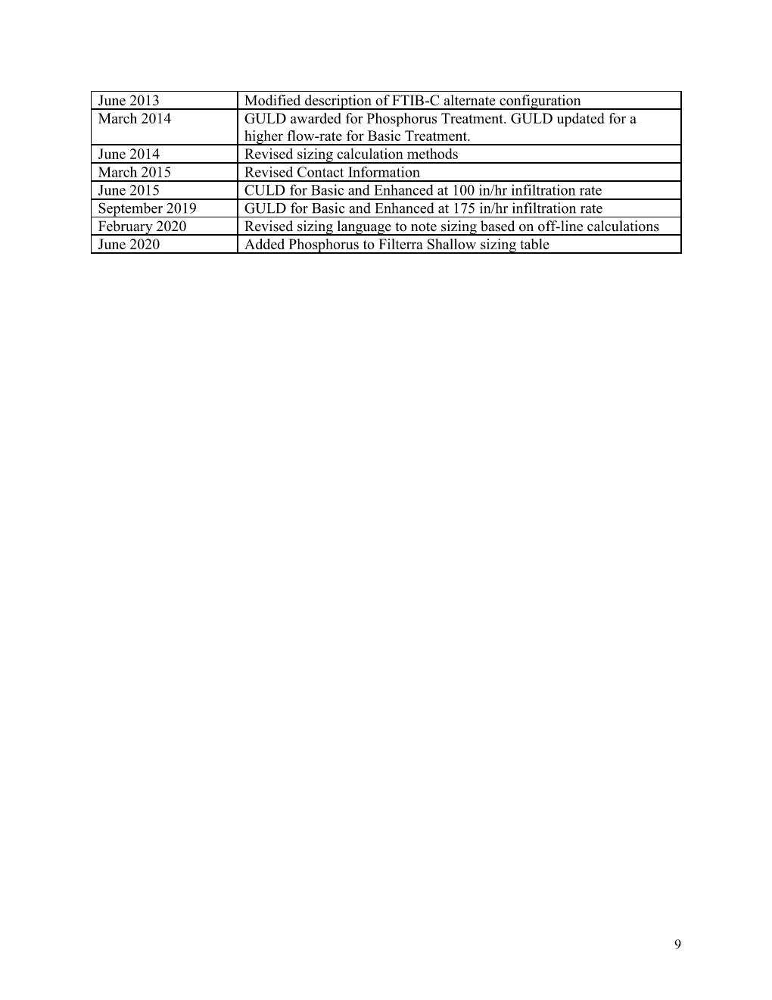 June 2013 Modified description of FTIB-C alternate configuration
March 2014 GULD awarded for Phosphorus Treatment. GULD updated for a
higher flow-rate for Basic Treatment.
June 2014 Revised sizing calculation methods
March 2015 Revised Contact Information
June 2015 CULD for Basic and Enhanced at 100 in/hr infiltration rate
September 2019 GULD for Basic and Enhanced at 175 in/hr infiltration rate
February 2020 Revised sizing language to note sizing based on off-line calculations
June 2020 Added Phosphorus to Filterra Shallow sizing table
9